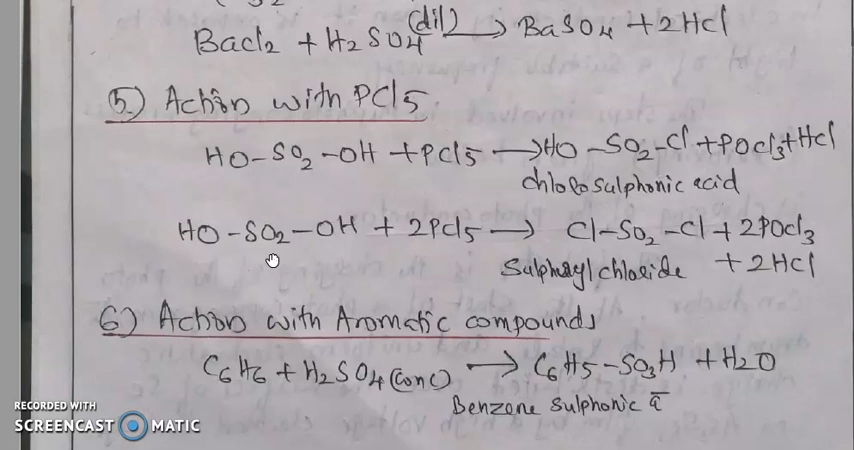 BaCl2 + H2SO4 (dil) → BaSO4 + 2HCl
5) Action with PCl5
HO-SO2-OH + PCl5 → HO-SO2-Cl + POCl3 + HCl
chlorosulphonic acid
HO-SO2-OH + 2PCl5 → Cl-SO2-Cl + 2POCl3
Sulphuryl chloride + 2HCl
6) Action with Aromatic compounds
C6H6 + H2SO4 (conc) → C6H5-SO3H + H2O
Benzene sulphonic a̅
RECORDED WITH
SCREENCAST MATIC